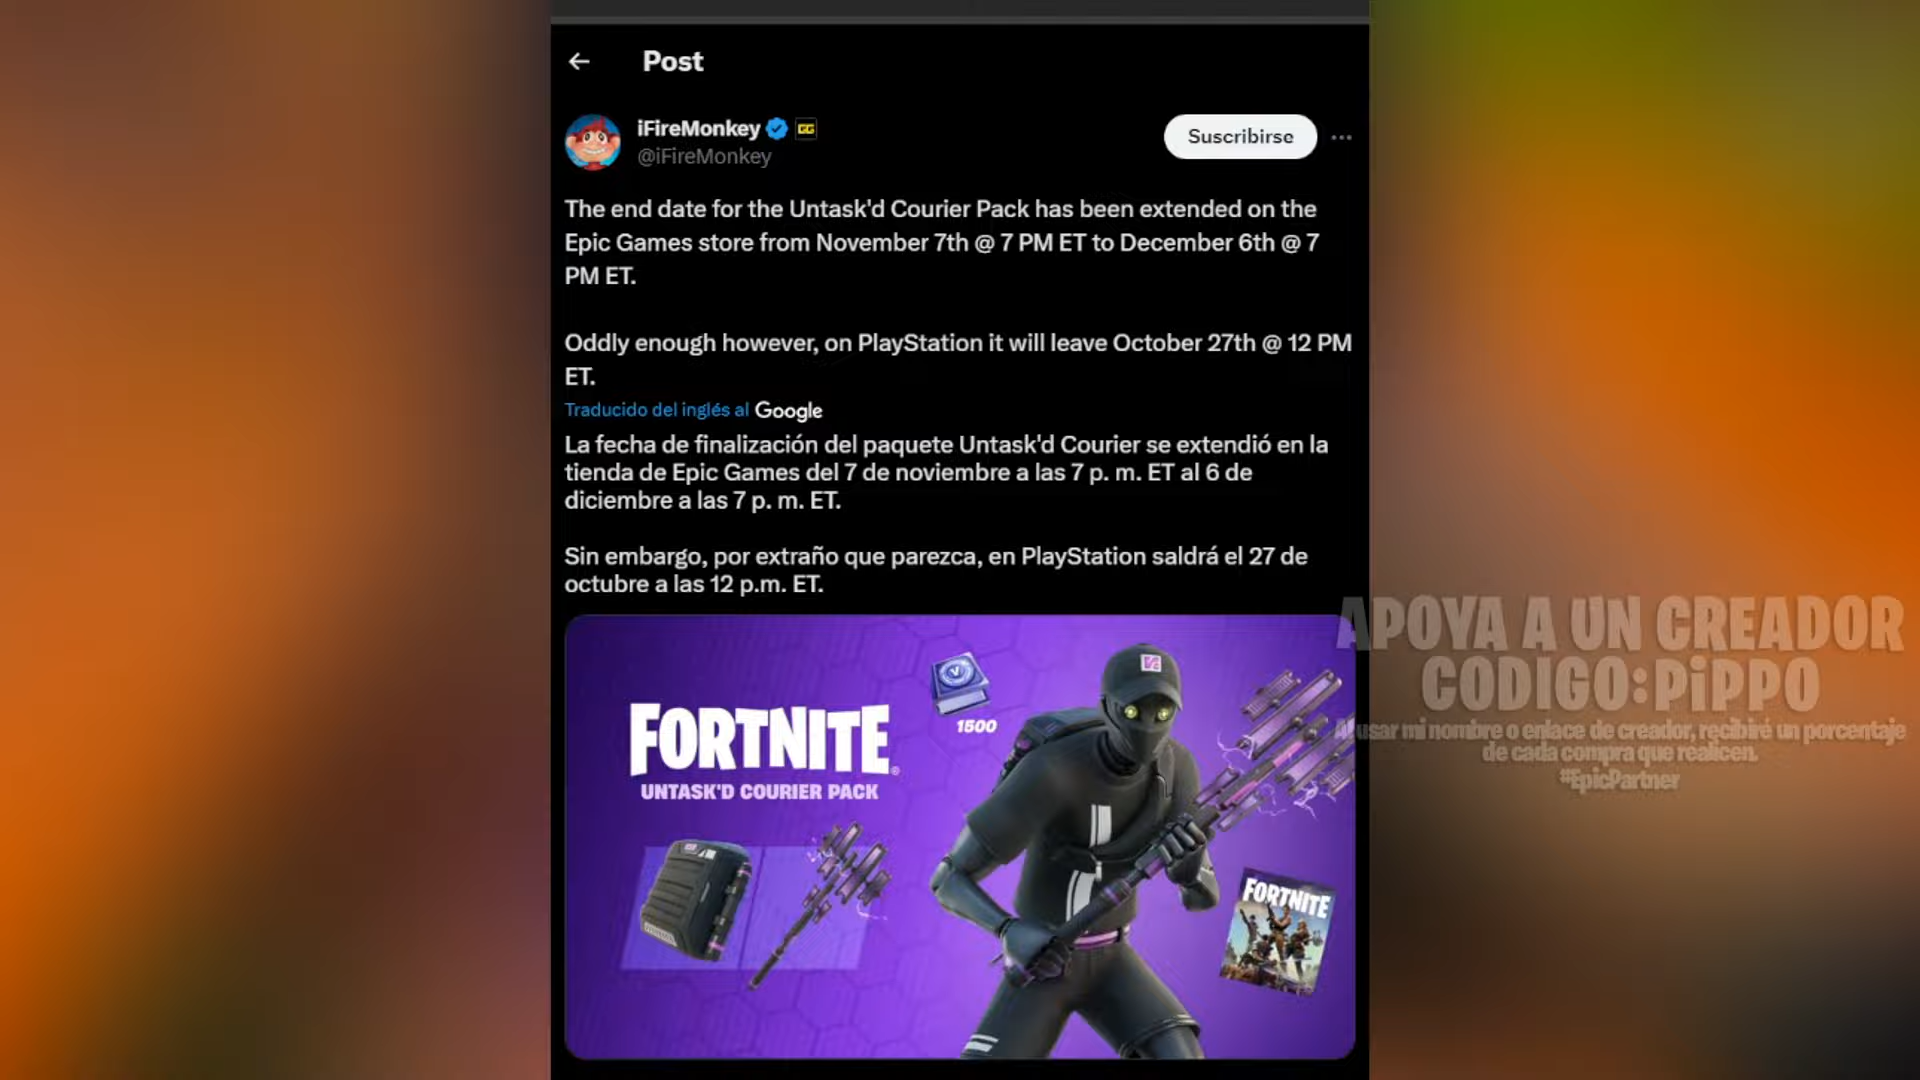 Post
iFireMonkey
@iFireMonkey
Suscribirse
The end date for the Untask'd Courier Pack has been extended on the
Epic Games store from November 7th @ 7 PM ET to December 6th @ 7
PM ET.
Oddly enough however, on PlayStation it will leave October 27th @ 12 PM
ET.
Traducido del inglés al Google
La fecha de finalización del paquete Untask'd Courier se extendió en la
tienda de Epic Games del 7 de noviembre a las 7 p. m. ET al 6 de
diciembre a las 7 p. m. ET.
Sin embargo, por extraño que parezca, en PlayStation saldrá el 27 de
octubre a las 12 p.m. ET.
FORTNITE
UNTASK'D COURIER PACK
1500
FORTNITE
APOYA A UN CREADOR
CODIGO:PiPPO
Al usar mi nombre o enlace de creador, recibiré un porcentaje
de cada compra que realicen.
#EpicPartner